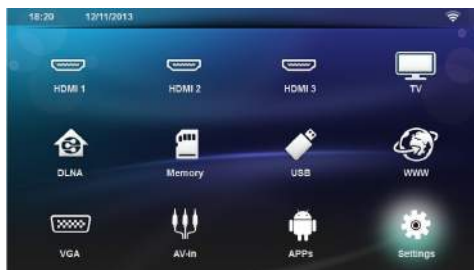 18:20 12/11/2013
HDMI 1 HDMI 2 HDMI 3 TV
DLNA Memory USB WWW
VGA AV-in APPs Settings